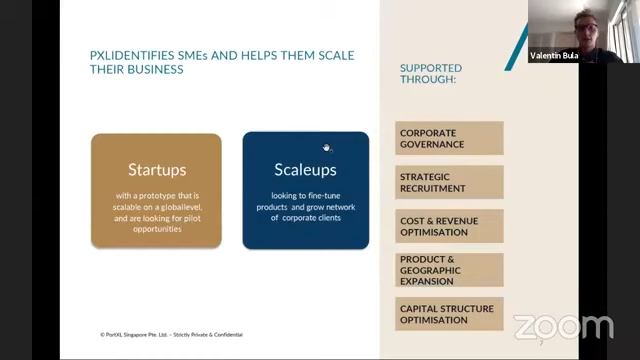 PXLIDENTIFIES SMEs AND HELPS THEM SCALE
THEIR BUSINESS
Startups
with a prototype that is
scalable on a globallevel,
and are looking for pilot
opportunities
Scaleups
looking to fine-tune
products and grow network
of corporate clients
SUPPORTED
THROUGH:
CORPORATE
GOVERNANCE
STRATEGIC
RECRUITMENT
COST & REVENUE
OPTIMISATION
PRODUCT &
GEOGRAPHIC
EXPANSION
CAPITAL STRUCTURE
OPTIMISATION
© PortXL Singapore Pte. Ltd. – Strictly Private & Confidential
7
Valentin Bula
zoom